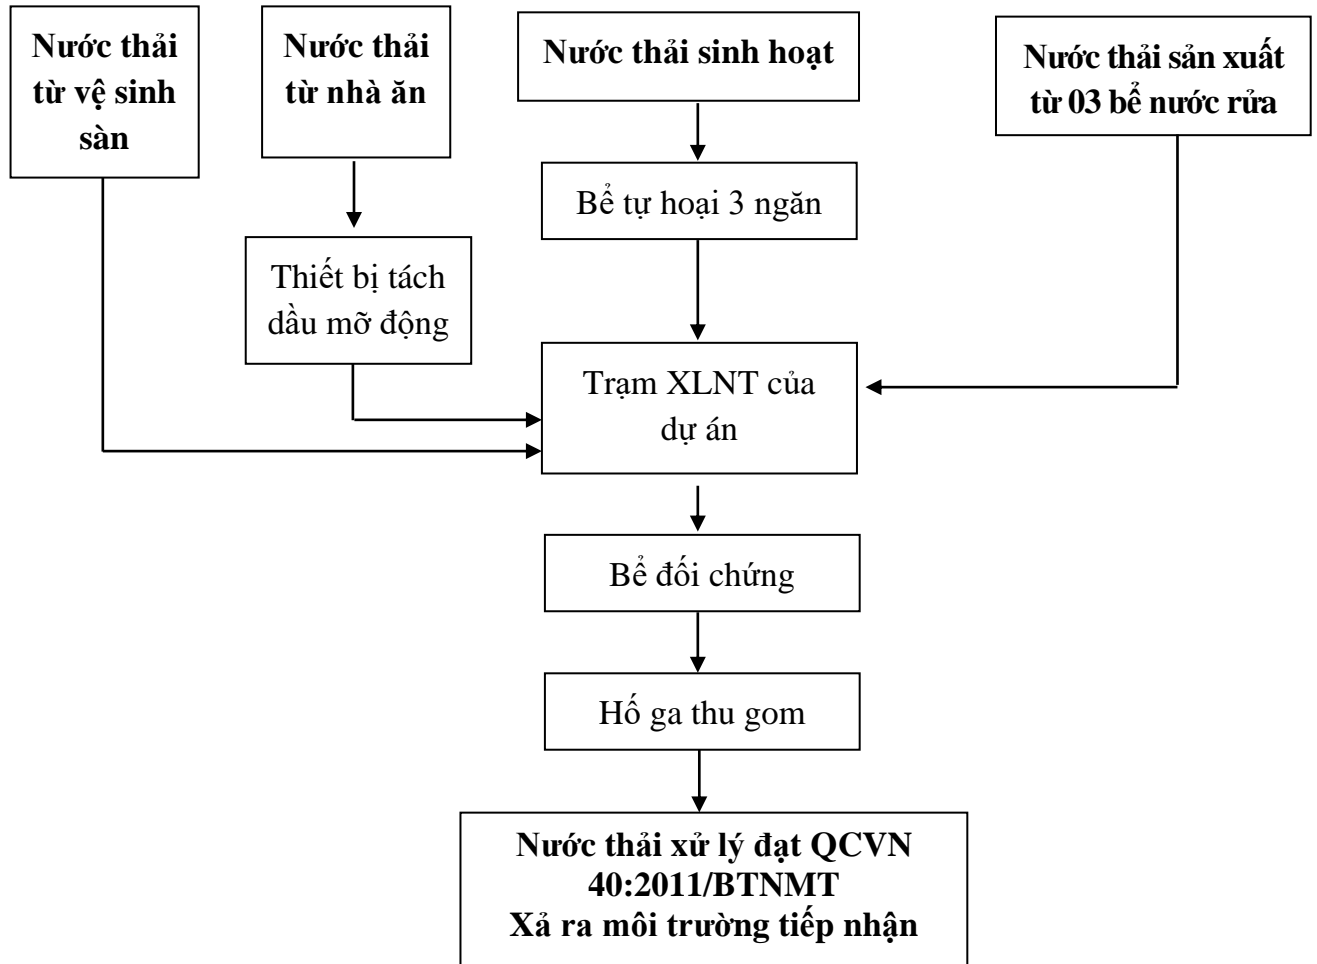 Nước thải
từ vệ sinh
sàn
Nước thải
từ nhà ăn
Nước thải sinh hoạt
Nước thải sản xuất
từ 03 bể nước rửa
Bể tự hoại 3 ngăn
Thiết bị tách
dầu mỡ động
Trạm XLNT của
dự án
Bể đối chứng
Hố ga thu gom
Nước thải xử lý đạt QCVN
40:2011/BTNMT
Xả ra môi trường tiếp nhận